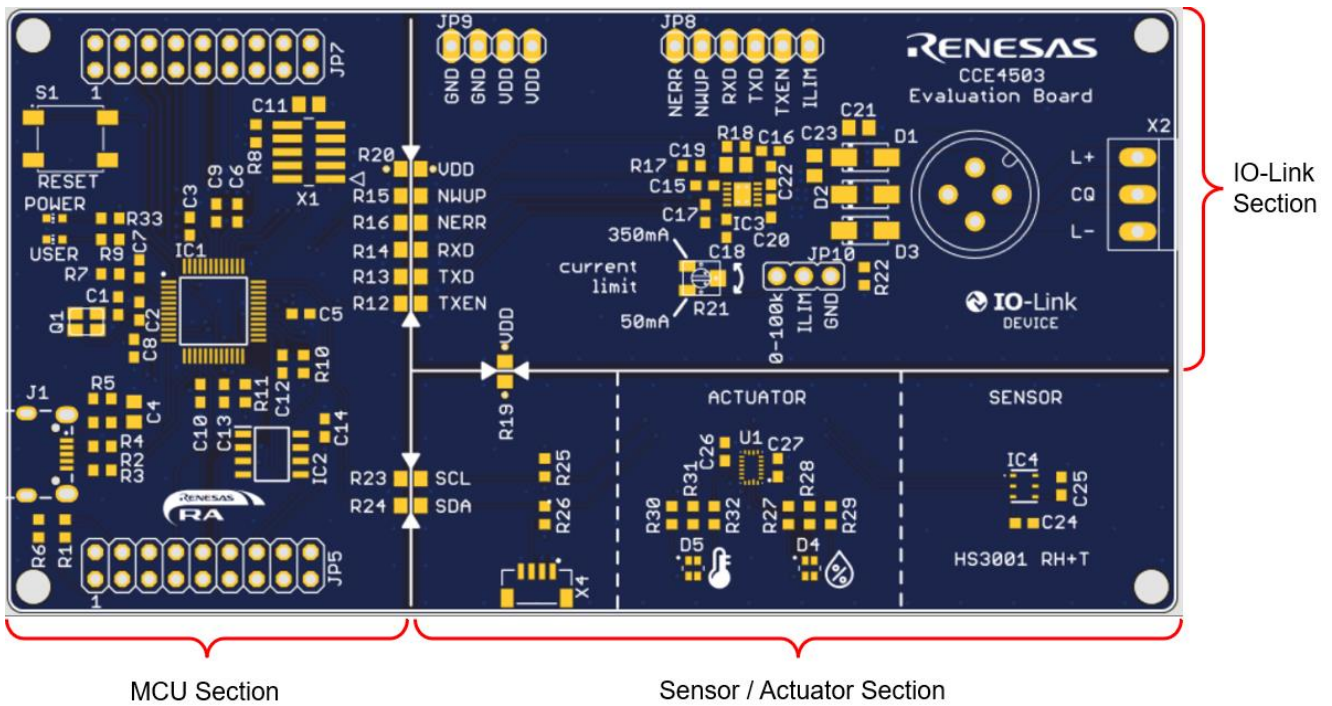 JP9
JP8
RENESAS
CCE4503
Evaluation Board
JP7
GND
GND
VDD
VDD
NERR
NWUP
RXD
TXD
TXEN
ILIM
S1
1
RESET
POWER
USER
C11
R8
X1
C9
C6
C3
IC1
R33
R9
C7
R7
C1
Q1
C2
C8
C5
R10
C12
R11
C13
C10
C14
IC2
J1
R5
C4
R4
R2
R3
R6
R1
RENESAS
RA
JP5
1
R20
VDD
R15
NWUP
R16
NERR
R14
RXD
R13
TXD
R12
TXEN
VDD
R19
R23
SCL
R24
SDA
R25
R26
X4
C21
R18
C16
C23
D1
C19
R17
C15
C22
D2
C17
IC3
C20
C18
JP10
D3
R22
350mA
current
limit
50mA
R21
0-100k
ILIM
GND
X2
L+
CQ
L-
IO-Link
DEVICE
ACTUATOR
U1
C26
C27
R30
R31
R32
R27
R28
R29
D5
D4
%
SENSOR
IC4
C25
C24
HS3001 RH+T
IO-Link
Section
MCU Section
Sensor / Actuator Section